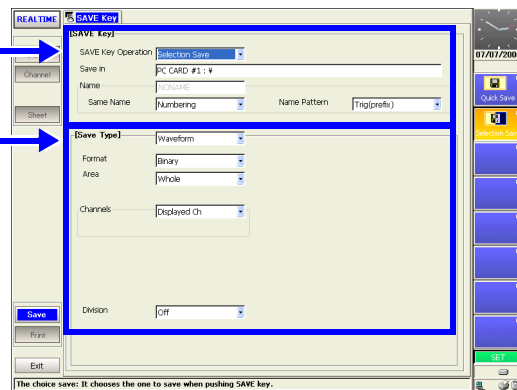 REALTIME
SAVE Key
[SAVE Key]
SAVE Key Operation Selection Save
Save in PC CARD #1 : ¥
Name NONAME
Same Name Numbering Name Pattern Trig(prefix)
[Save Type] Waveform
Format Binary
Area Whole
Channels Displayed Ch
Division Off
Channel
Sheet
Save
Print
Exit
The choice save: It chooses the one to save when pushing SAVE key.
07/07/200
Quick Save
Selection Sav
SET